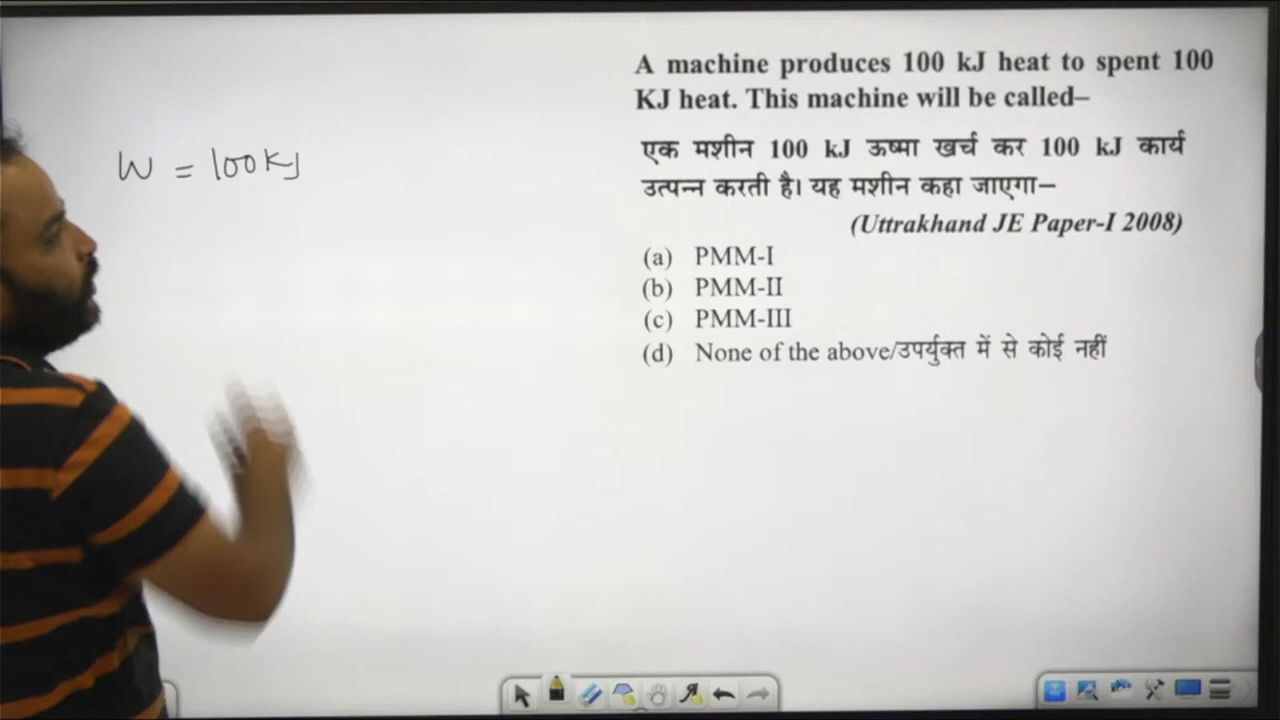 W = 100 KJ
A machine produces 100 kJ heat to spent 100
KJ heat. This machine will be called–
एक मशीन 100 kJ ऊष्मा खर्च कर 100 kJ कार्य
उत्पन्न करती है। यह मशीन कहा जाएगा–
(Uttrakhand JE Paper-I 2008)
(a) PMM-I
(b) PMM-II
(c) PMM-III
(d) None of the above/उपर्युक्त में से कोई नहीं